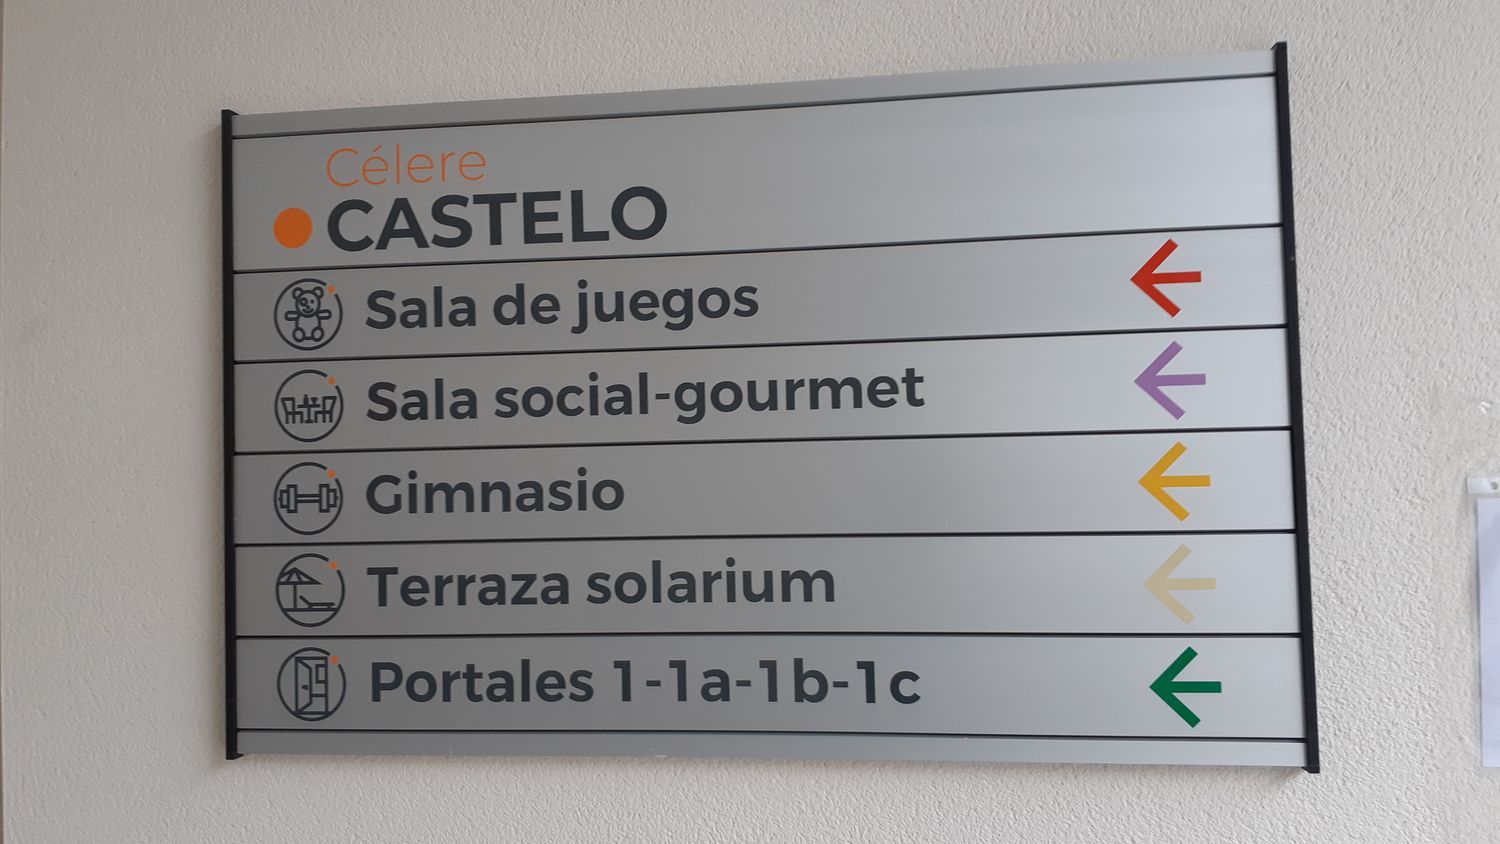 Célere
CASTELO
Sala de juegos
Sala social-gourmet
Gimnasio
Terraza solarium
Portales 1-1a-1b-1c